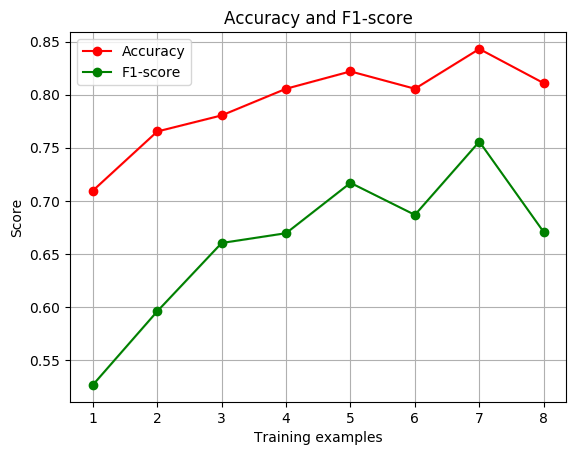 Accuracy and F1-score
Accuracy
F1-score
0.85
0.80
0.75
0.70
0.65
0.60
0.55
Score
1 2 3 4 5 6 7 8
Training examples